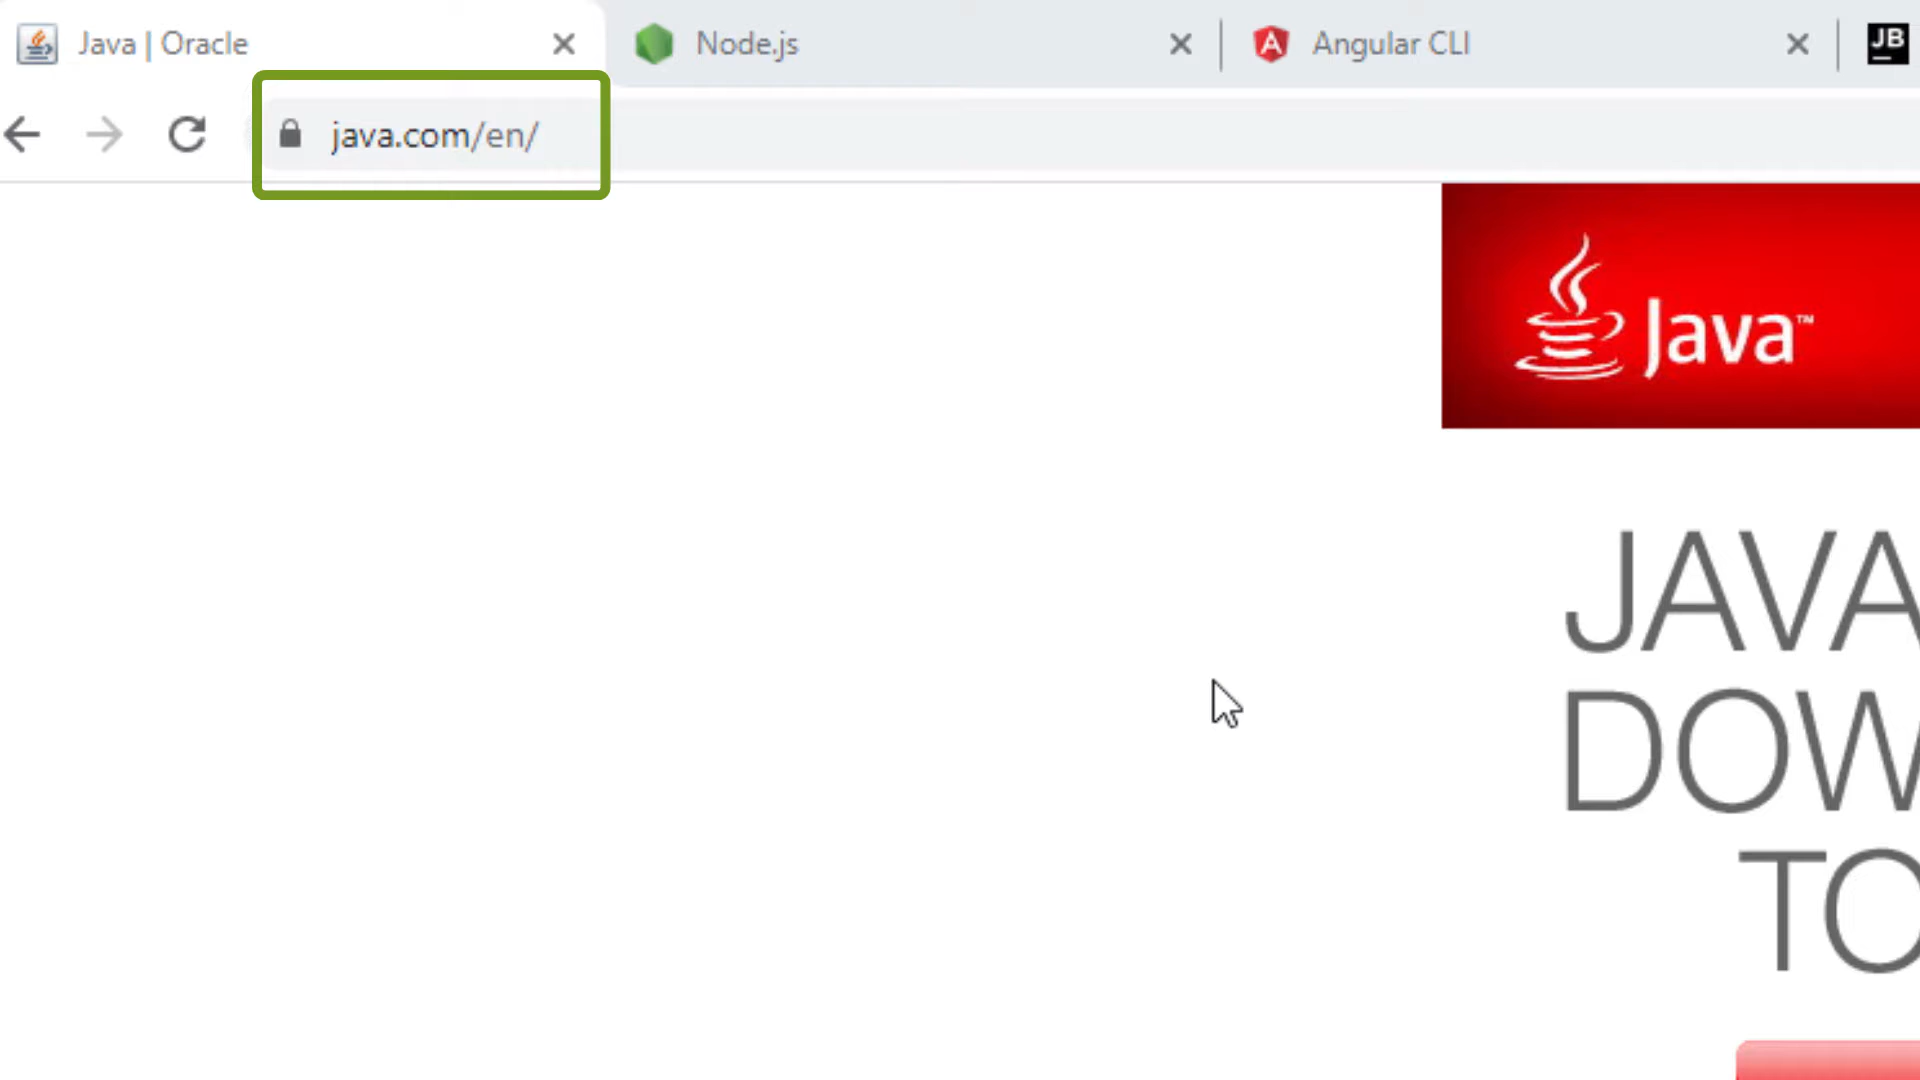 Java | Oracle
Node.js
Angular CLI
JB
java.com/en/
Java™
JAVA
DOW
TO